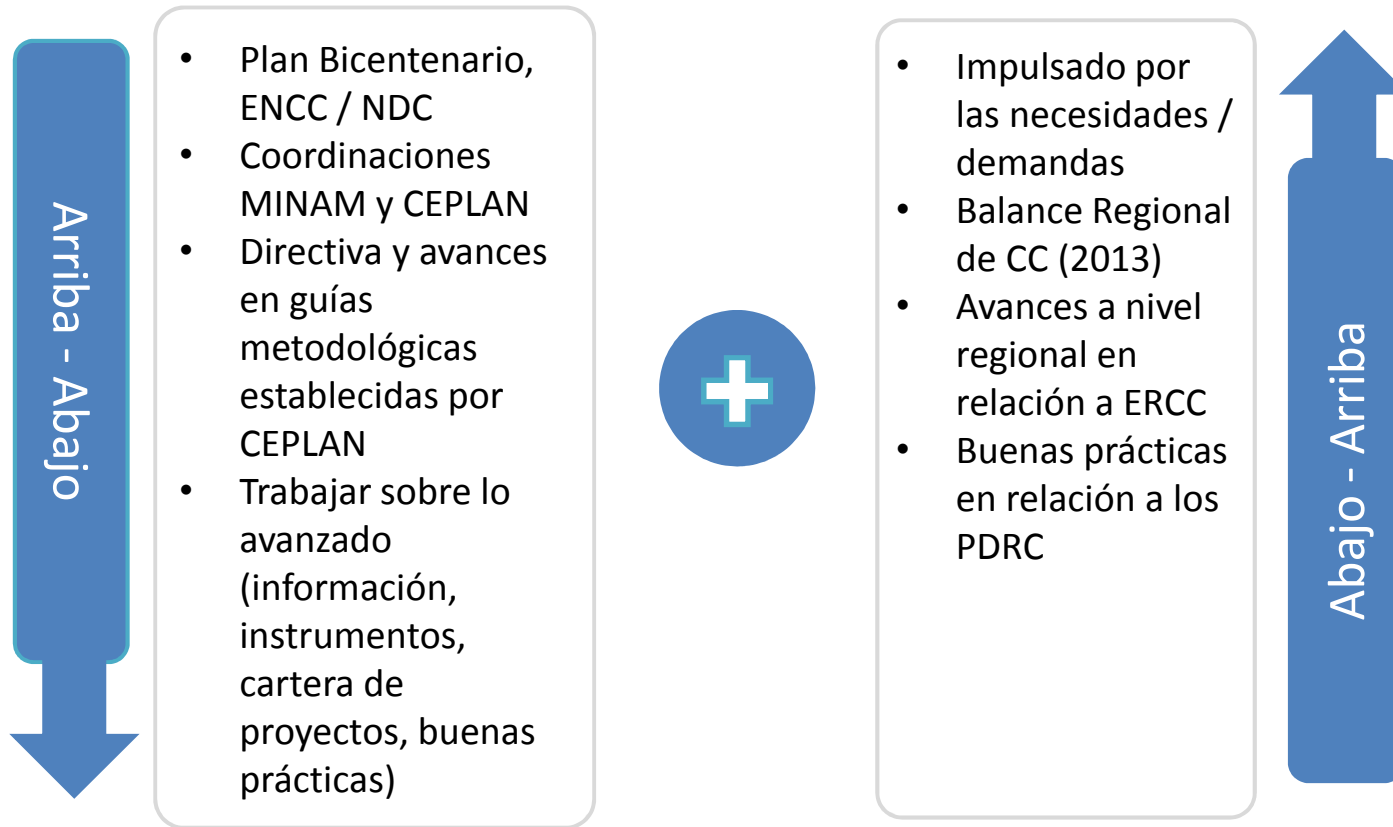 Arriba - Abajo
• Plan Bicentenario,
ENCC / NDC
• Coordinaciones
MINAM y CEPLAN
• Directiva y avances
en guías
metodológicas
establecidas por
CEPLAN
• Trabajar sobre lo
avanzado
(información,
instrumentos,
cartera de
proyectos, buenas
prácticas)
• Impulsado por
las necesidades /
demandas
• Balance Regional
de CC (2013)
• Avances a nivel
regional en
relación a ERCC
• Buenas prácticas
en relación a los
PDRC
Abajo - Arriba